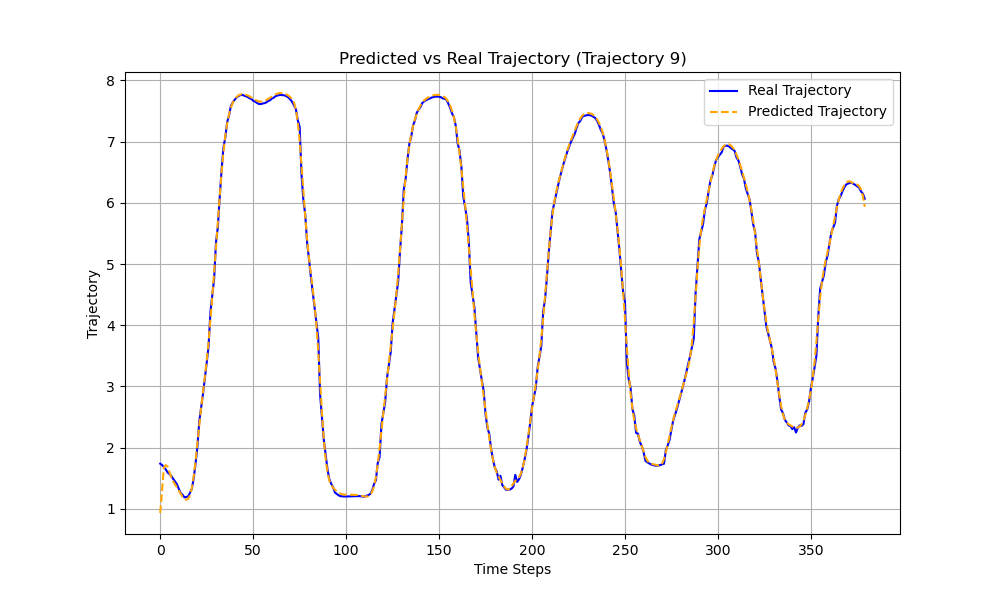 Predicted vs Real Trajectory (Trajectory 9)
Real Trajectory
Predicted Trajectory
Trajectory
8
7
6
5
4
3
2
1
0 50 100 150 200 250 300 350
Time Steps